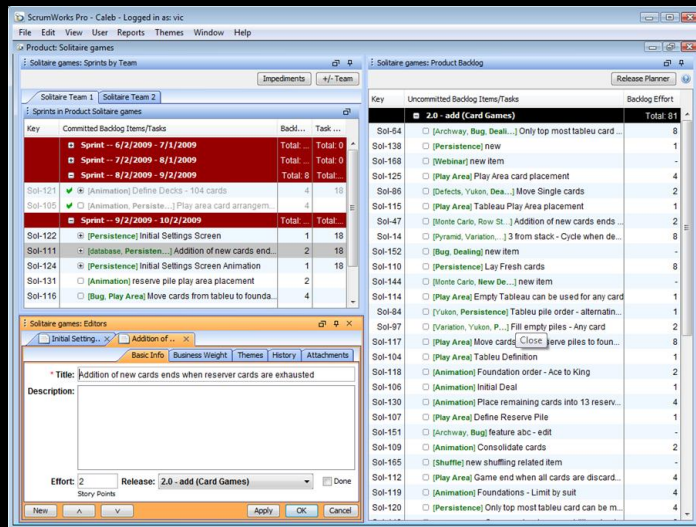 ScrumWorks Pro - Caleb - Logged in as: vic
File Edit View User Reports Themes Window Help
Product: Solitaire games
Solitaire games: Sprints by Team
Impediments +/- Team
Solitaire Team 1 Solitaire Team 2
Sprints in Product Solitaire games
Key Committed Backlog Items/Tasks Backl... Task ...
Sprint -- 6/2/2009 - 7/1/2009 Total: ... Total: 0
Sprint -- 7/2/2009 - 8/1/2009 Total: ... Total: 0
Sprint -- 8/2/2009 - 9/2/2009 Total: 8 Total: ...
Sol-121 [Animation] Define Decks - 104 cards 4 18
Sol-105 [Animation, Persiste...] Play area card arrangem... 4
Sprint -- 9/2/2009 - 10/2/2009 Total: ... Total: ...
Sol-122 [Persistence] Initial Settings Screen 1 18
Sol-111 [database, Persisten...] Addition of new cards end... 2 18
Sol-124 [Persistence] Initial Settings Screen Animation 1 18
Sol-131 [Animation] reserve pile play area placement 2
Sol-116 [Bug, Play Area] Move cards from tableu to founda... 4
Solitaire games: Editors
Initial Setting.. Addition of ..
Basic Info Business Weight Themes History Attachments
* Title: Addition of new cards ends when reserver cards are exhausted
Description:
Effort: 2 Release: 2.0 - add (Card Games) Done
Story Points
New Apply OK Cancel
Solitaire games: Product Backlog
Release Planner
Key Uncommitted Backlog Items/Tasks Backlog Effort
2.0 - add (Card Games) Total: 81
Sol-64 [Archway, Bug, Deali...] Only top most tableu card ... 8
Sol-138 [Persistence] new 1
Sol-168 [Webinar] new item -
Sol-125 [Play Area] Play Area card placement 4
Sol-86 [Defects, Yukon, Dea...] Move Single cards 2
Sol-115 [Play Area] Tableau Play Area placement 1
Sol-47 [Monte Carlo, Row St...] Addition of new cards ends ... 2
Sol-14 [Pyramid, Variation,...] 3 from stack - Cycle when de... 8
Sol-152 [Bug, Dealing] new item -
Sol-110 [Persistence] Lay Fresh cards 8
Sol-144 [Monte Carlo, New De...] new item -
Sol-114 [Play Area] Empty Tableau can be used for any card 1
Sol-84 [Yukon, Persistence] Tableu pile order - alternatin... 1
Sol-97 [Variation, Yukon, P...] Fill empty piles - Any card 2
Sol-117 [Play Area] Move cards Close erve piles to foun... 8
Sol-104 [Play Area] Tableu Definition 1
Sol-118 [Animation] Foundation order - Ace to King 2
Sol-106 [Animation] Initial Deal 1
Sol-130 [Animation] Place remaining cards into 13 reserv... 4
Sol-107 [Play Area] Define Reserve Pile 1
Sol-151 [Archway, Bug] feature abc - edit -
Sol-109 [Animation] Consolidate cards 2
Sol-165 [Shuffle] new shuffling related item -
Sol-112 [Play Area] Game end when all cards are discard... 4
Sol-119 [Animation] Foundations - Limit by suit 4
Sol-120 [Persistence] Only top most tableu card can be m... 4